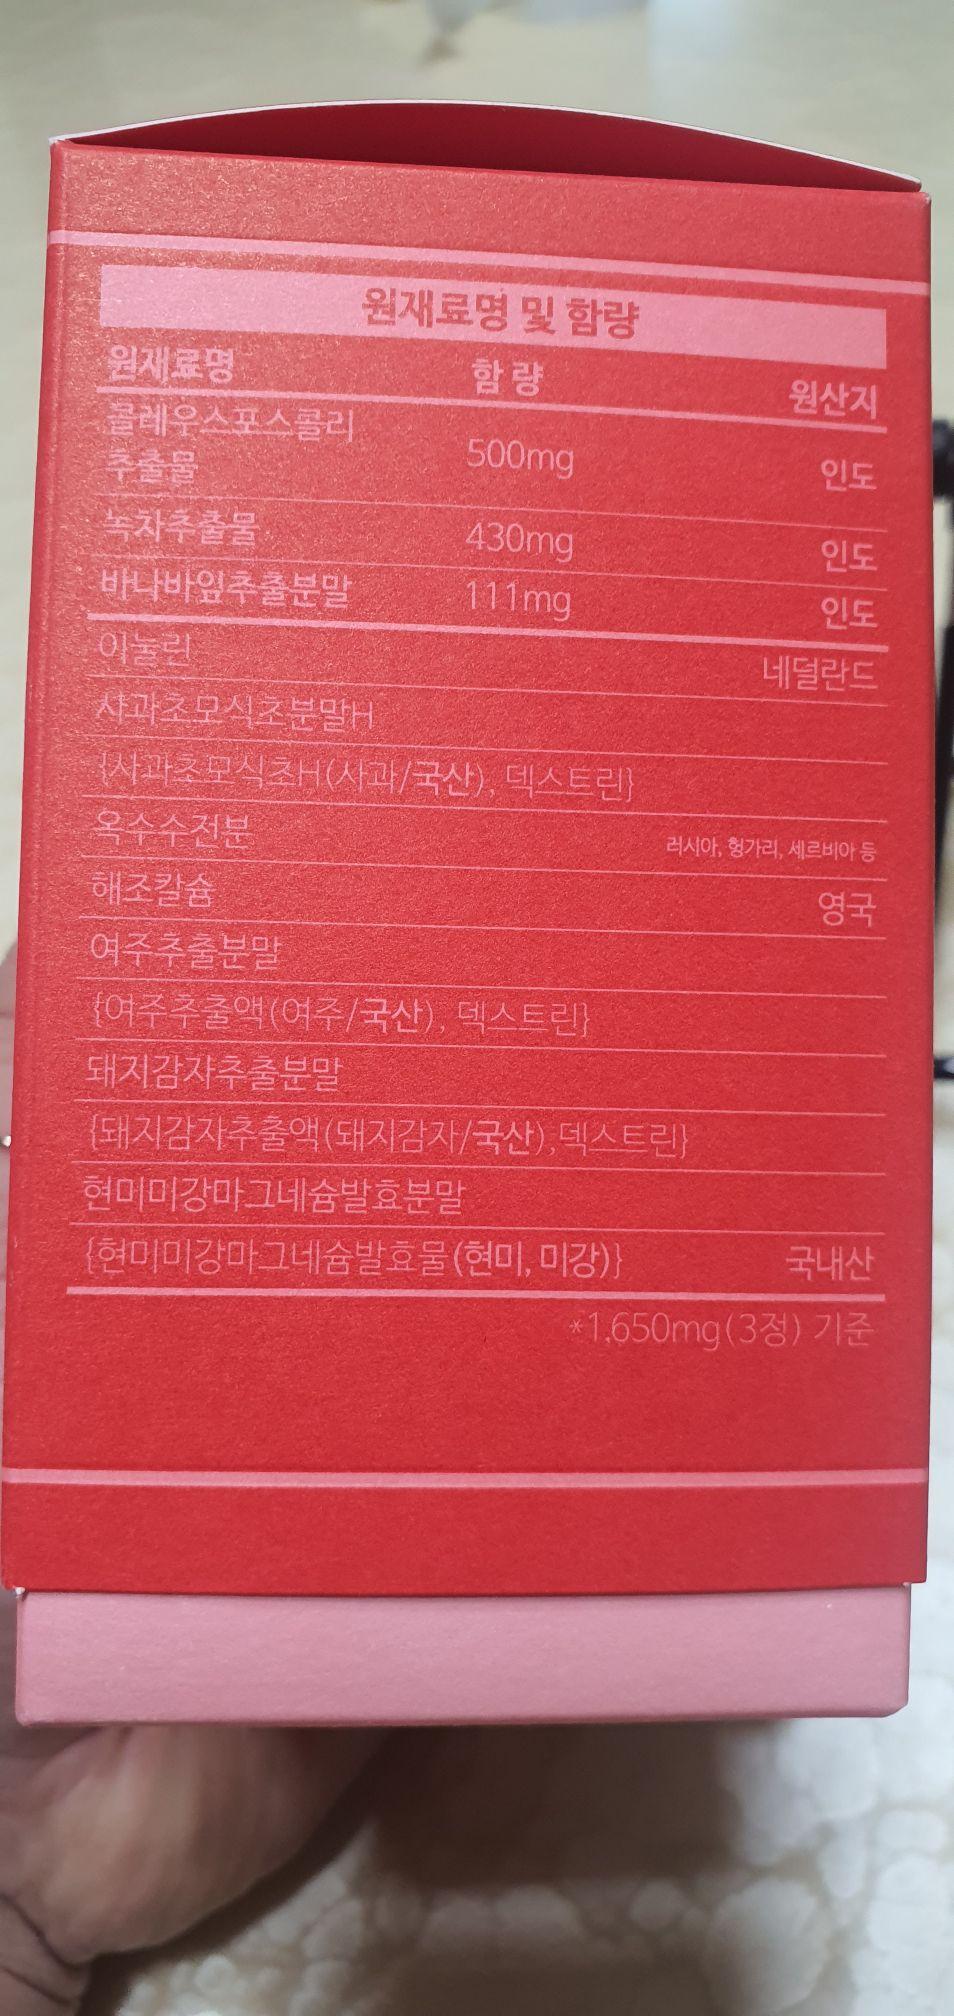 원재료명 및 함량
원재료명 함 량 원산지
콜레우스포스콜리
추출물 500mg 인도
녹차추출물 430mg 인도
바나바잎추출분말 111mg 인도
이눌린 네덜란드
사과초모식초분말H
{사과초모식초H(사과/국산), 덱스트린}
옥수수전분 러시아, 헝가리, 세르비아 등
해조칼슘 영국
여주추출분말
{여주추출액(여주/국산), 덱스트린}
돼지감자추출분말
{돼지감자추출액(돼지감자/국산),덱스트린}
현미미강마그네슘발효분말
{현미미강마그네슘발효물(현미, 미강)} 국내산
*1,650mg(3정) 기준